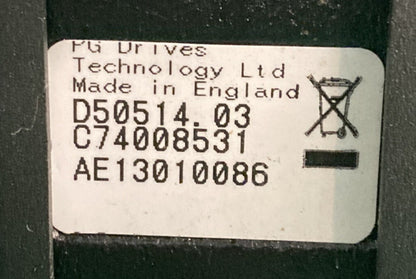 PG Drives
Technology Ltd
Made in England
D50514.03
C74008531
AE13010086